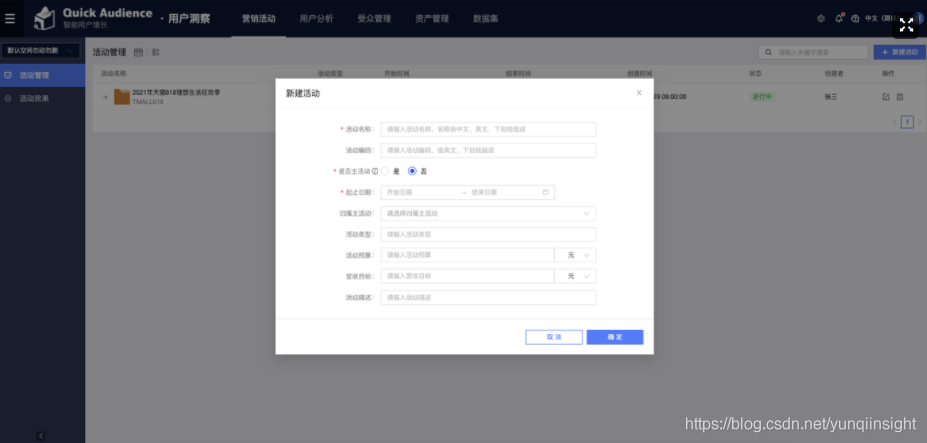 Quick Audience
智能用户增长
· 用户洞察
营销活动 用户分析 受众管理 资产管理 数据集
中文 (简体
默认空间勿动勿删
活动管理
活动效果
活动管理
请输入关键字搜索
+ 新建活动
活动名称 活动类型 开始时间 结束时间 创建时间 状态 创建者 操作
2021年天猫618理想生活狂欢季
TMALL618
29 09:00:00 进行中 张三
< 1 >
新建活动
* 活动名称: 请输入活动名称, 名称由中文、英文、下划线组成
活动编码: 请输入活动编码, 由英文、下划线组成
* 是否主活动 是 否
* 起止日期: 开始日期 → 结束日期
归属主活动: 请选择归属主活动
活动类型: 请输入活动类型
活动预算: 请输入活动预算 元
营收目标: 请输入营收目标 元
活动描述: 请输入活动描述
取 消 确 定
https://blog.csdn.net/yunqiinsight